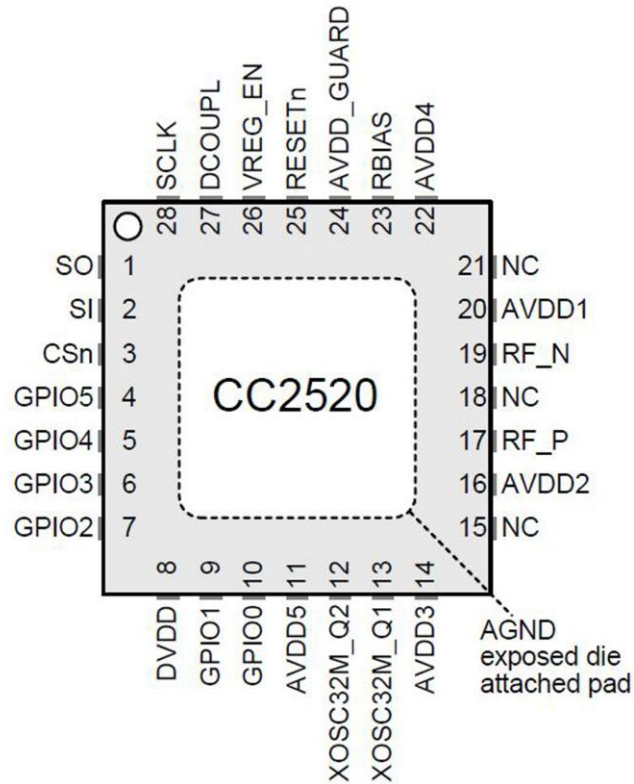 28 SCLK
27 DCOUPL
26 VREG_EN
25 RESETn
24 AVDD_GUARD
23 RBIAS
22 AVDD4
SO 1
SI 2
CSn 3
GPIO5 4
GPIO4 5
GPIO3 6
GPIO2 7
CC2520
21 NC
20 AVDD1
19 RF_N
18 NC
17 RF_P
16 AVDD2
15 NC
DVDD 8
GPIO1 9
GPIO0 10
AVDD5 11
XOSC32M_Q2 12
XOSC32M_Q1 13
AVDD3 14
AGND
exposed die
attached pad